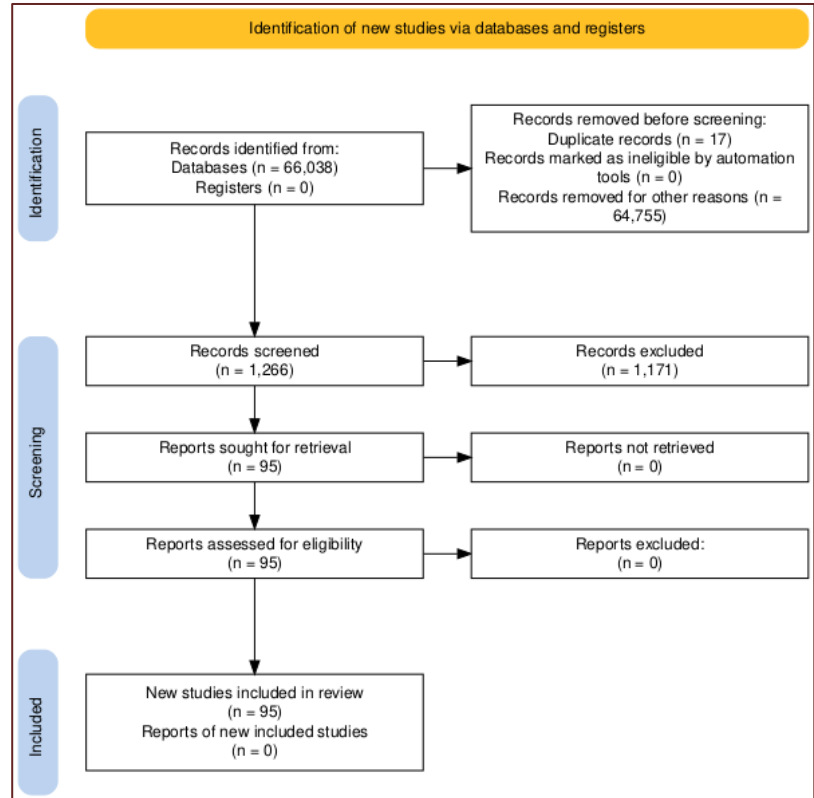 Identification of new studies via databases and registers
Identification
Records identified from:
Databases (n = 66,038)
Registers (n = 0)
Records removed before screening:
Duplicate records (n = 17)
Records marked as ineligible by automation
tools (n = 0)
Records removed for other reasons (n =
64,755)
Screening
Records screened
(n = 1,266)
Records excluded
(n = 1,171)
Reports sought for retrieval
(n = 95)
Reports not retrieved
(n = 0)
Reports assessed for eligibility
(n = 95)
Reports excluded:
(n = 0)
Included
New studies included in review
(n = 95)
Reports of new included studies
(n = 0)